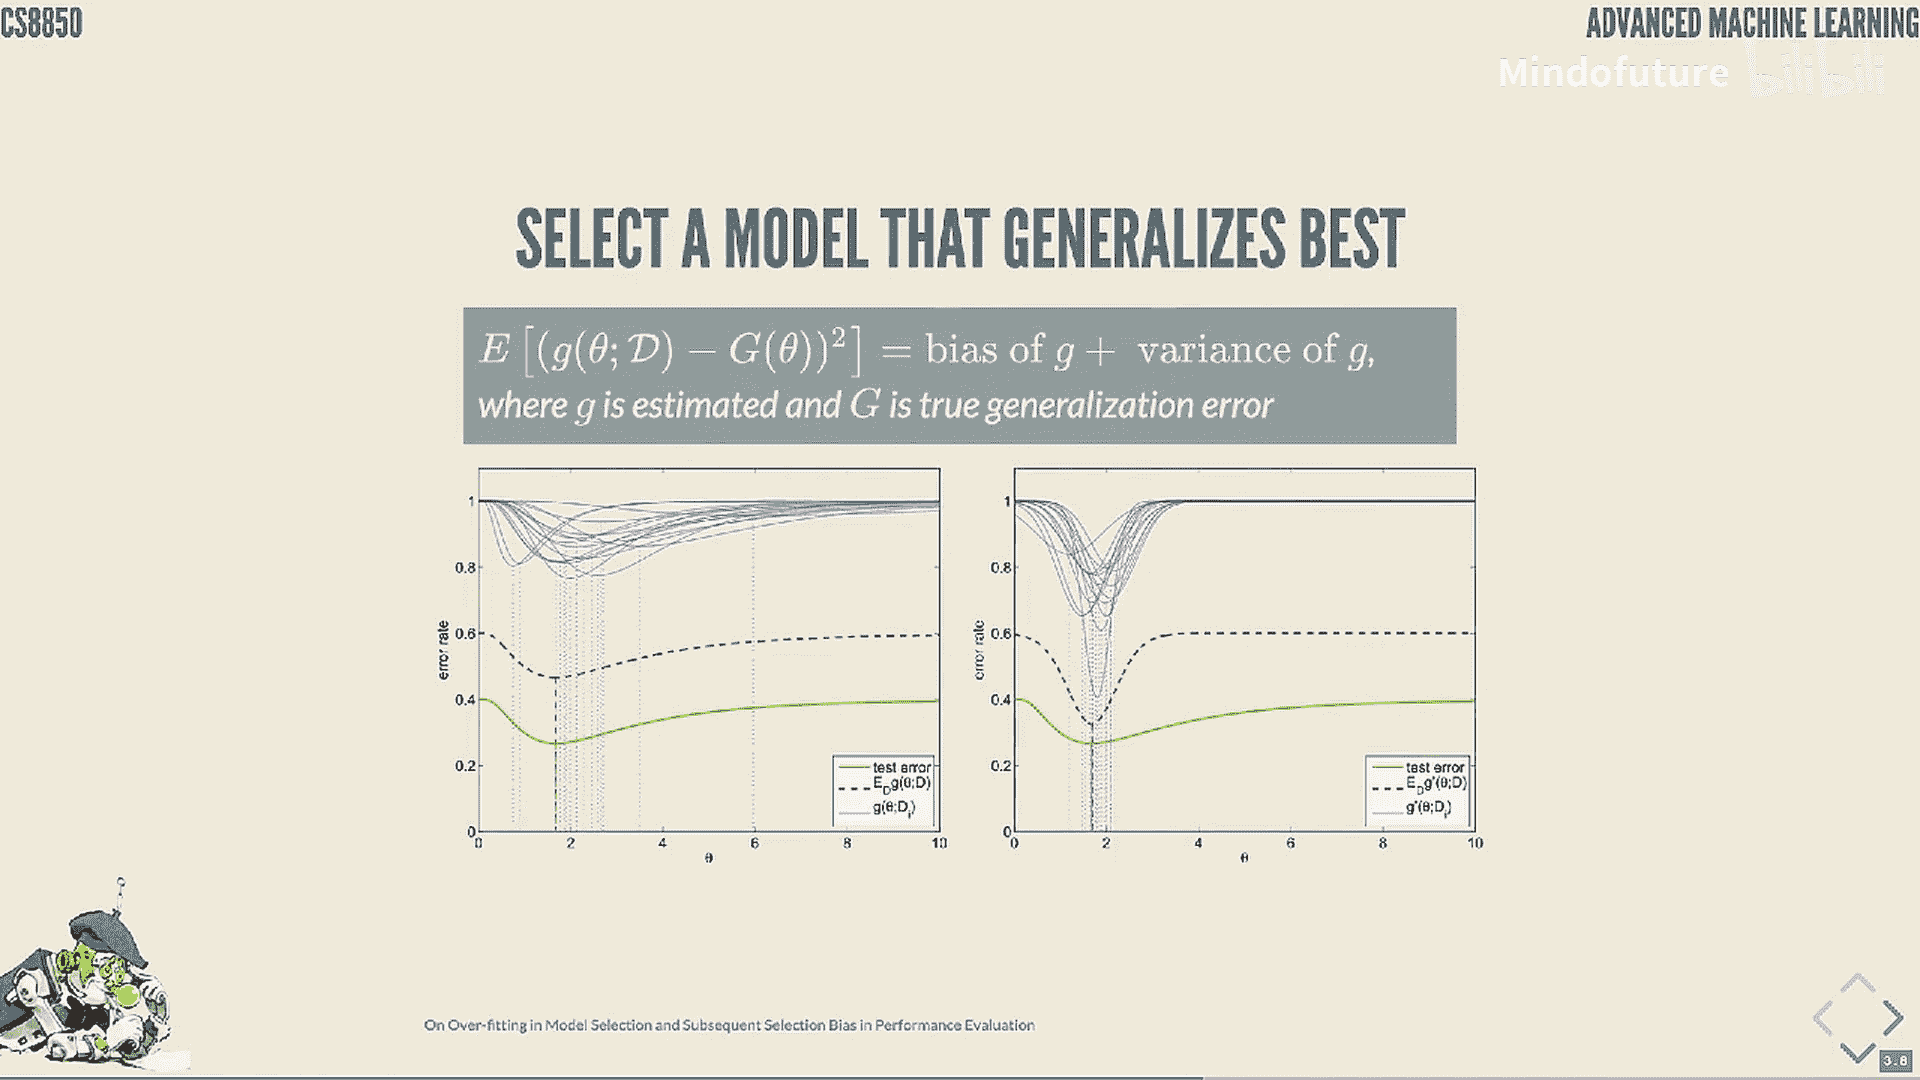 CS8850
ADVANCED MACHINE LEARNING
Mindofuture bilibili
SELECT A MODEL THAT GENERALIZES BEST
E [(g(θ; D) − G(θ))²] = bias of g + variance of g,
where g is estimated and G is true generalization error
1
0.8
0.6
0.4
0.2
0
error rate
0 2 4 6 8 10
θ
test error
E_D g(θ;D)
g(θ;D_i)
1
0.8
0.6
0.4
0.2
0
error rate
0 2 4 6 8 10
θ
test error
E_D g'(θ;D)
g'(θ;D_i)
On Over-fitting in Model Selection and Subsequent Selection Bias in Performance Evaluation
3.8